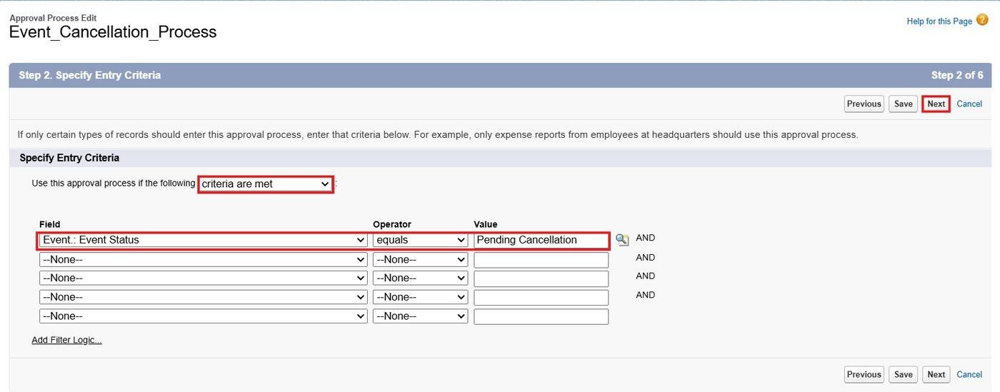 Approval Process Edit
Event_Cancellation_Process
Help for this Page ?
Step 2. Specify Entry Criteria Step 2 of 6
Previous Save Next Cancel
If only certain types of records should enter this approval process, enter that criteria below. For example, only expense reports from employees at headquarters should use this approval process.
Specify Entry Criteria
Use this approval process if the following criteria are met :
Field Operator Value
Event.: Event Status equals Pending Cancellation AND
--None-- --None-- AND
--None-- --None-- AND
--None-- --None-- AND
--None-- --None--
Add Filter Logic...
Previous Save Next Cancel